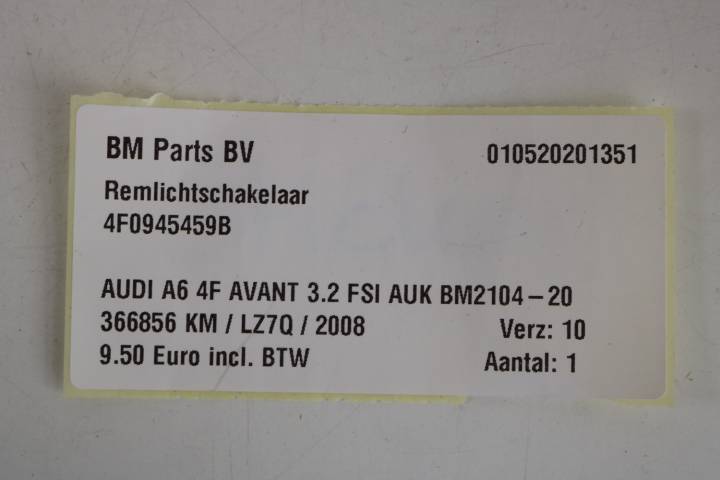 BM Parts BV 010520201351
Remlichtschakelaar
4F0945459B
AUDI A6 4F AVANT 3.2 FSI AUK BM2104-20
366856 KM / LZ7Q / 2008 Verz: 10
9.50 Euro incl. BTW Aantal: 1